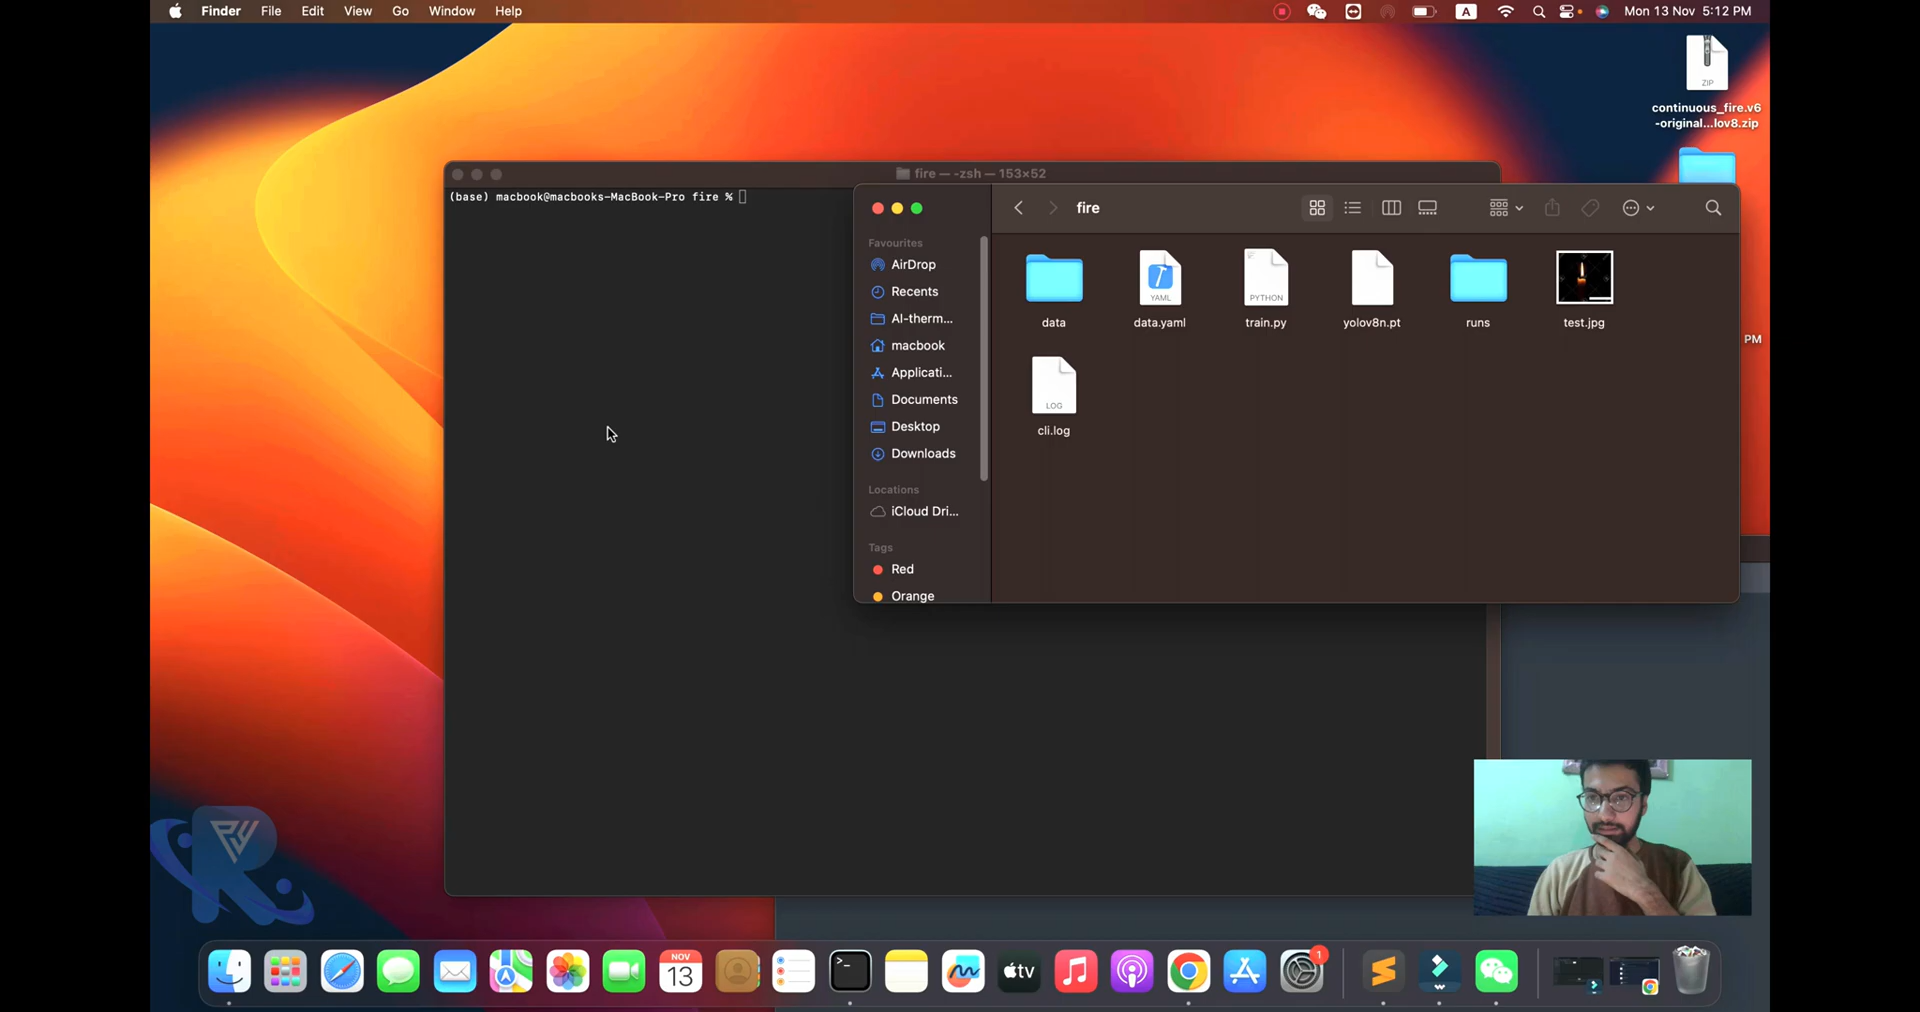 Finder File Edit View Go Window Help
A
Mon 13 Nov 5:12 PM
ZIP
continuous_fire.v6
-original...lov8.zip
PM
fire — -zsh — 153×52
(base) macbook@macbooks-MacBook-Pro fire %
fire
Favourites
AirDrop
Recents
AI-therm...
macbook
Applicati...
Documents
Desktop
Downloads
Locations
iCloud Dri...
Tags
Red
Orange
YAML
PYTHON
data
data.yaml
train.py
yolov8n.pt
runs
test.jpg
LOG
cli.log
NOV
13
tv
1